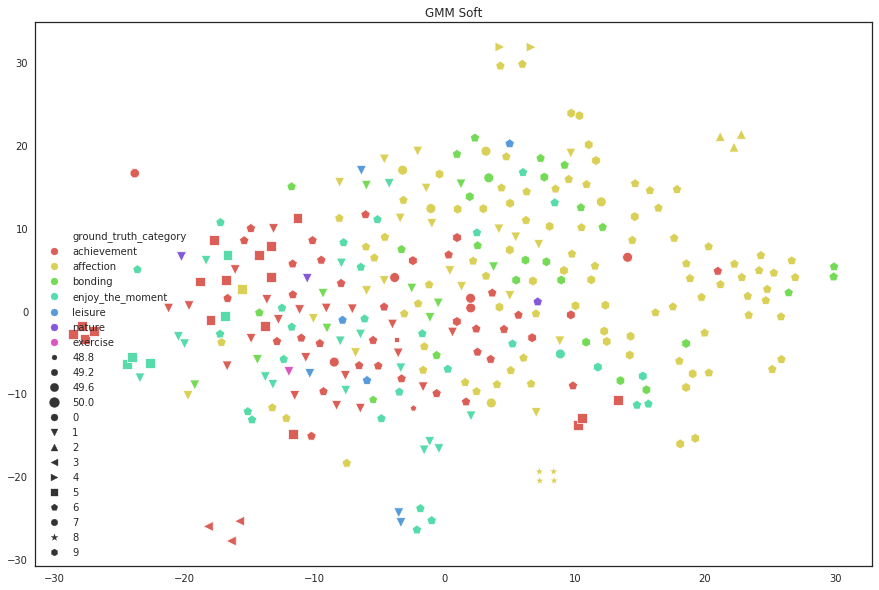 GMM Soft
30
20
10
0
−10
−20
−30
ground_truth_category
achievement
affection
bonding
enjoy_the_moment
leisure
nature
exercise
48.8
49.2
49.6
50.0
0
1
2
3
4
5
6
7
8
9
−30 −20 −10 0 10 20 30